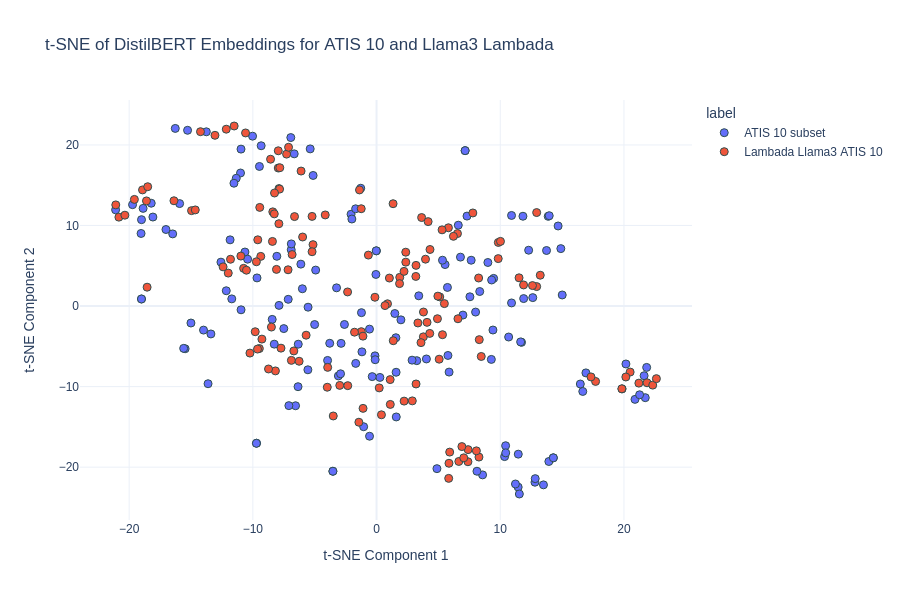 t-SNE of DistilBERT Embeddings for ATIS 10 and Llama3 Lambada
label
ATIS 10 subset
Lambada Llama3 ATIS 10
t-SNE Component 2
20
10
0
−10
−20
−20 −10 0 10 20
t-SNE Component 1